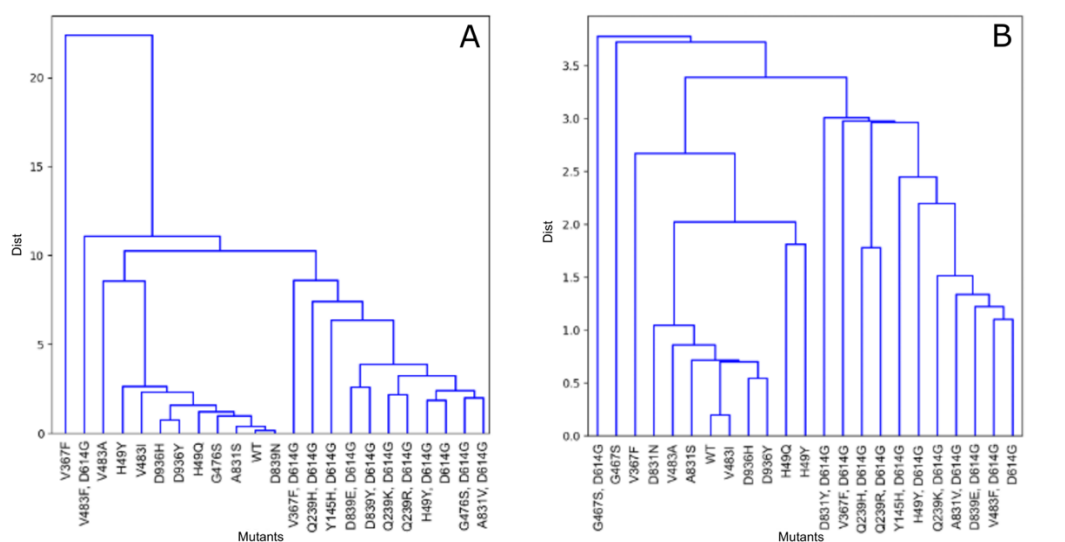 A
20
15
10
5
0
Dist
V367F
V483F, D614G
V483A
H49Y
V483I
D936H
D936Y
H49Q
G476S
A831S
WT
D839N
V367F, D614G
Q239H, D614G
Y145H, D614G
D839E, D614G
D839Y, D614G
Q239K, D614G
Q239R, D614G
H49Y, D614G
D614G
G476S, D614G
A831V, D614G
Mutants
B
3.5
3.0
2.5
2.0
1.5
1.0
0.5
0.0
Dist
G467S, D614G
G467S
V367F
D831N
V483A
A831S
WT
V483I
D936H
D936Y
H49Q
H49Y
D831Y, D614G
V367F, D614G
Q239H, D614G
Q239R, D614G
Y145H, D614G
H49Y, D614G
Q239K, D614G
A831V, D614G
D839E, D614G
V483F, D614G
D614G
Mutants